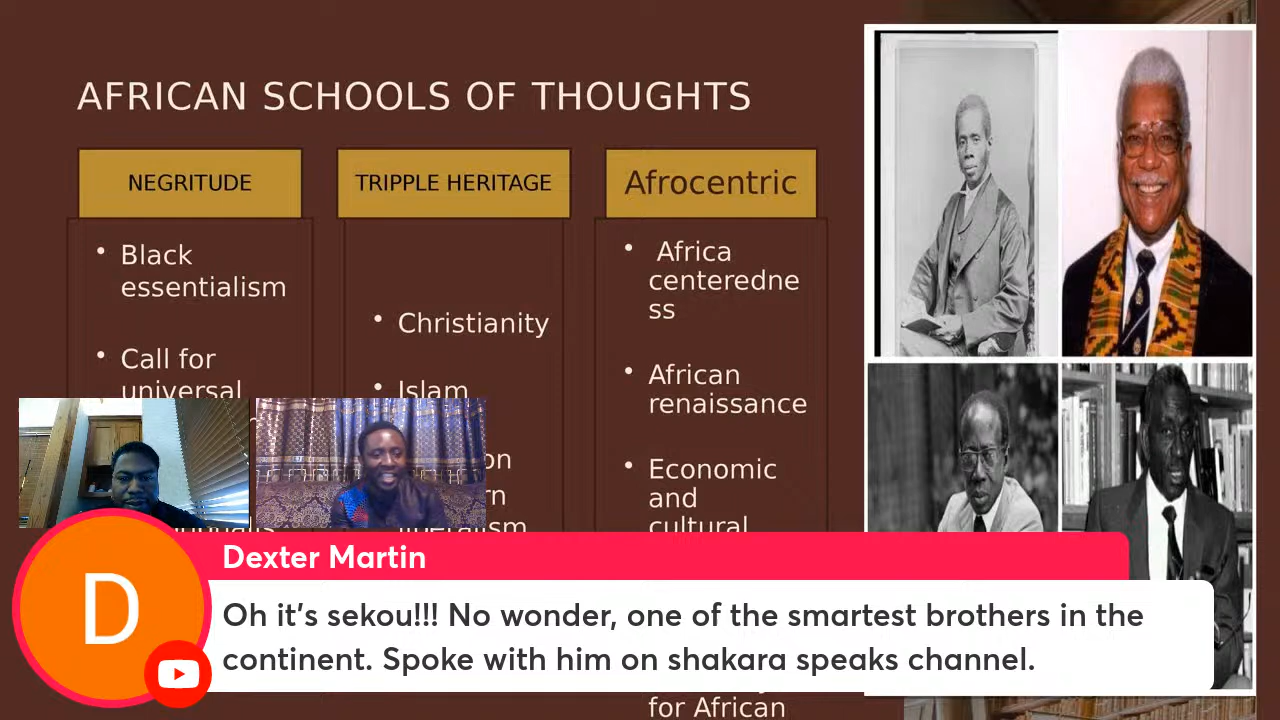 AFRICAN SCHOOLS OF THOUGHTS
NEGRITUDE
• Black
essentialism
• Call for
universal
TRIPPLE HERITAGE
• Christianity
• Islam
Afrocentric
• Africa
centeredne
ss
• African
renaissance
• Economic
and
cultural
for African
D
Dexter Martin
Oh it's sekou!!! No wonder, one of the smartest brothers in the
continent. Spoke with him on shakara speaks channel.